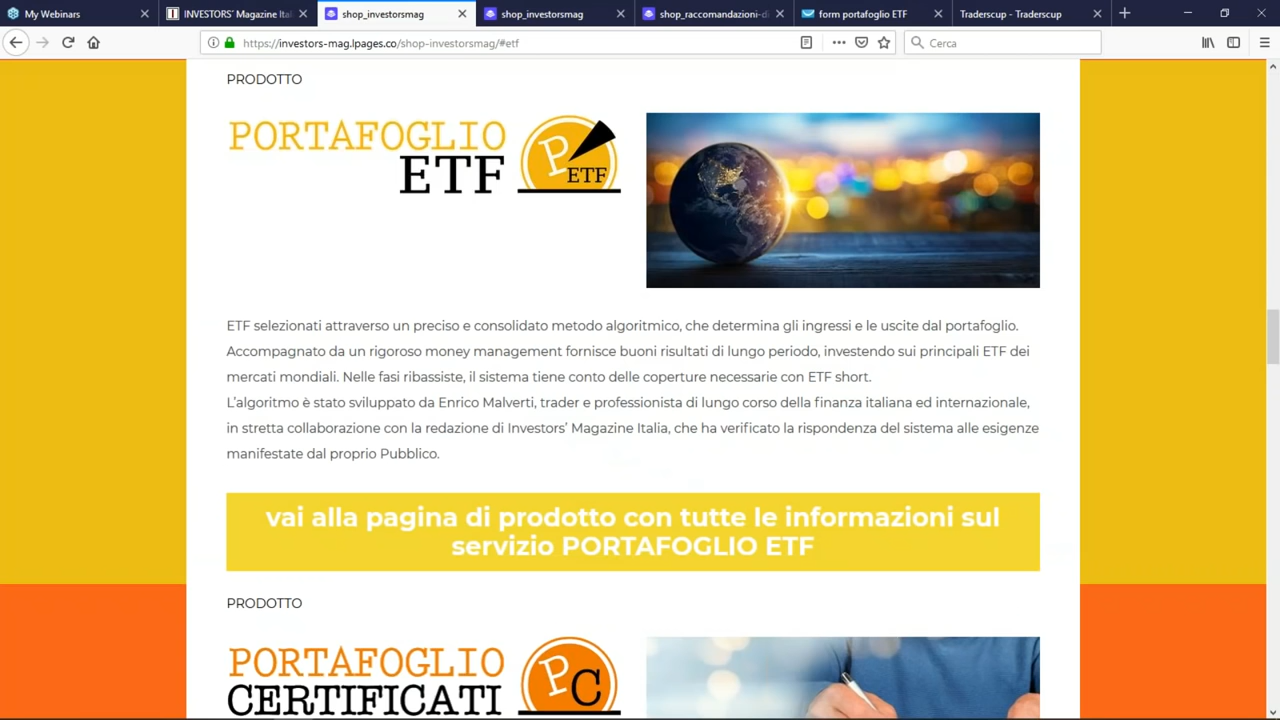 My Webinars
INVESTORS' Magazine Ital
shop_investorsmag
shop_investorsmag
shop_raccomandazioni-di
form portafoglio ETF
Traderscup - Traderscup
https://investors-mag.lpages.co/shop-investorsmag/#etf
Cerca
PRODOTTO
PORTAFOGLIO
ETF
P
ETF
ETF selezionati attraverso un preciso e consolidato metodo algoritmico, che determina gli ingressi e le uscite dal portafoglio.
Accompagnato da un rigoroso money management fornisce buoni risultati di lungo periodo, investendo sui principali ETF dei
mercati mondiali. Nelle fasi ribassiste, il sistema tiene conto delle coperture necessarie con ETF short.
L'algoritmo è stato sviluppato da Enrico Malverti, trader e professionista di lungo corso della finanza italiana ed internazionale,
in stretta collaborazione con la redazione di Investors' Magazine Italia, che ha verificato la rispondenza del sistema alle esigenze
manifestate dal proprio Pubblico.
vai alla pagina di prodotto con tutte le informazioni sul
servizio PORTAFOGLIO ETF
PRODOTTO
PORTAFOGLIO
CERTIFICATI
P
C